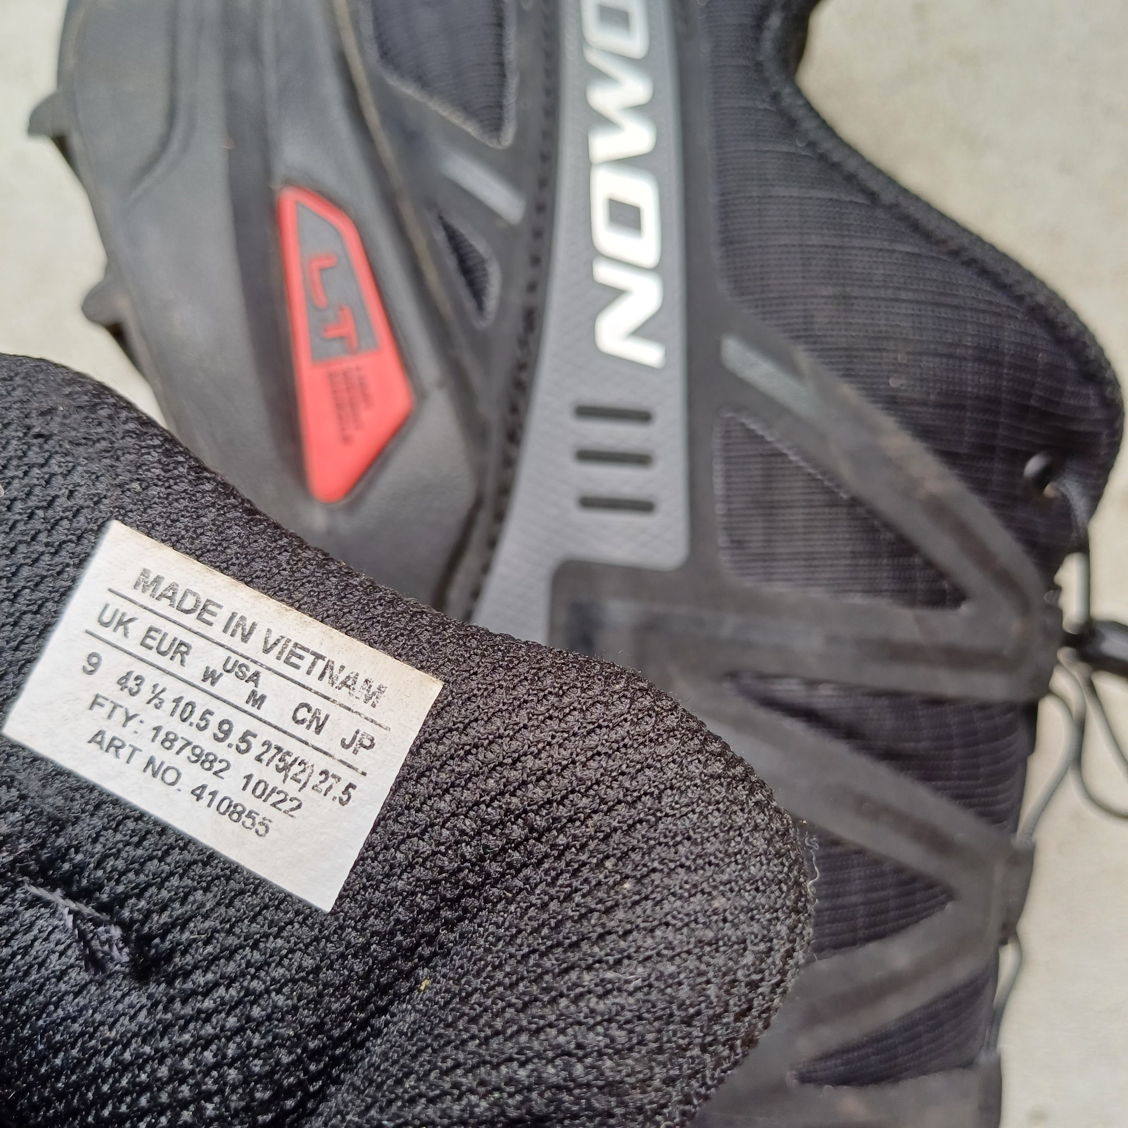 NOWO
LT
MADE IN VIETNAM
UK EUR USA CN JP
W M
9 43 ⅓ 10.5 9.5 275(2) 27.5
FTY: 187982 10/22
ART NO. 410855